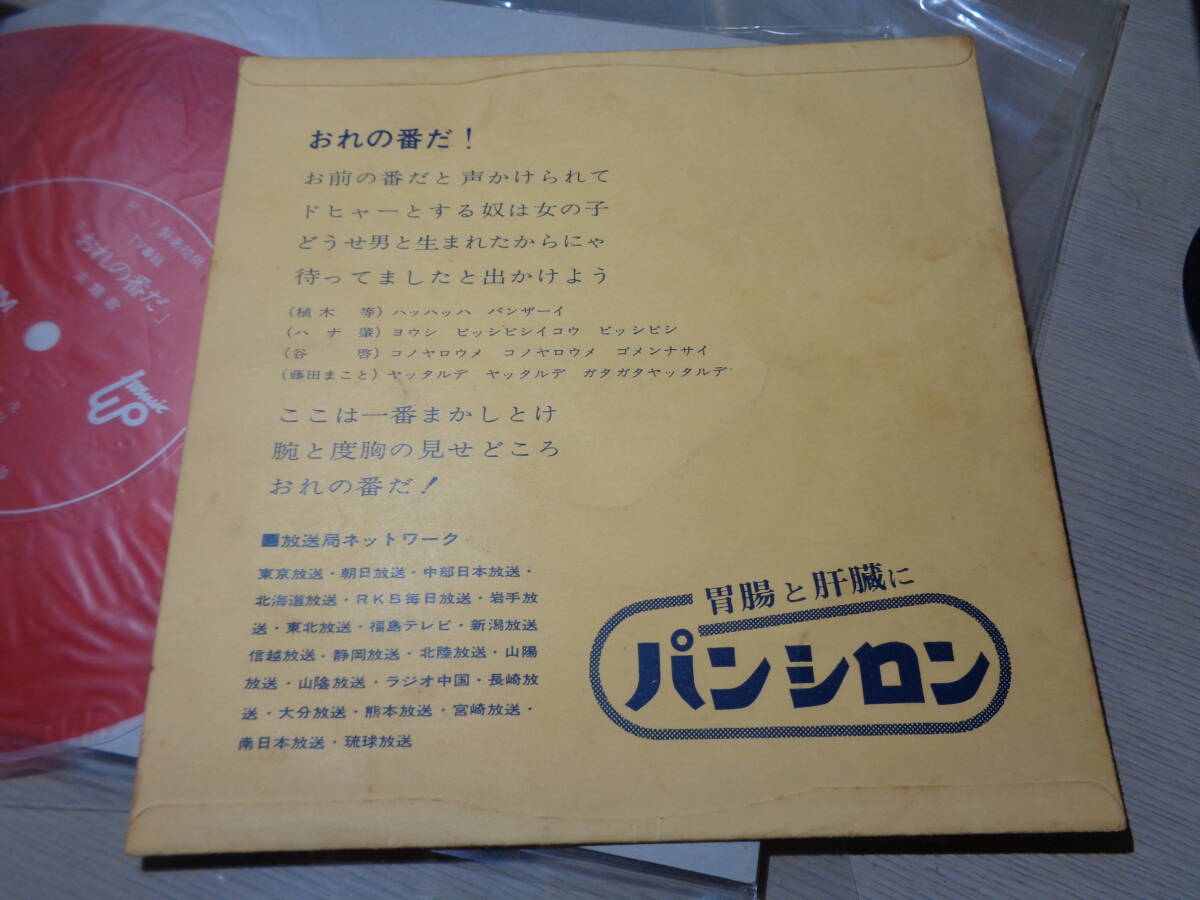 おれの番だ！
お前の番だと声かけられて
ドヒャーとする奴は女の子
どうせ男と生まれたからにゃ
待ってましたと出かけよう
(植木　等) ハッハッハ　バンザーイ
(ハナ　肇) ヨウシ　ビッシビシイコウ　ビッシビシ
(谷　　啓) コノヤロウメ　コノヤロウメ　ゴメンナサイ
(藤田まこと) ヤッタルデ　ヤッタルデ　ガタガタヤッタルデ
ここは一番まかしとけ
腕と度胸の見せどころ
おれの番だ！
放送局ネットワーク
東京放送・朝日放送・中部日本放送・
北海道放送・RKB毎日放送・岩手放
送・東北放送・福島テレビ・新潟放送
信越放送・静岡放送・北陸放送・山陽
放送・山陰放送・ラジオ中国・長崎放
送・大分放送・熊本放送・宮崎放送・
南日本放送・琉球放送
胃腸と肝臓に
パンシロン
ロート製薬提供
TV番組
「おれの番だ」
主題歌
music